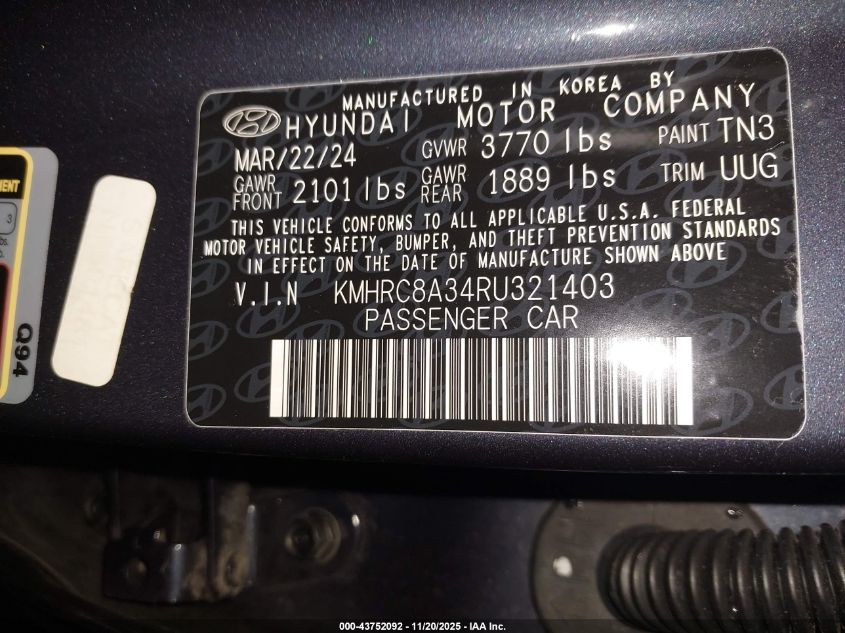 MANUFACTURED IN KOREA BY
HYUNDAI MOTOR COMPANY
MAR/22/24 GVWR 3770 lbs PAINT TN3
GAWR FRONT 2101 lbs GAWR REAR 1889 lbs TRIM UUG
THIS VEHICLE CONFORMS TO ALL APPLICABLE U.S.A. FEDERAL
MOTOR VEHICLE SAFETY, BUMPER, AND THEFT PREVENTION STANDARDS
IN EFFECT ON THE DATE OF MANUFACTURE SHOWN ABOVE
V.I.N KMHRC8A34RU321403
PASSENGER CAR
3
Q94
000-43752092 - 11/20/2025 - IAA Inc.